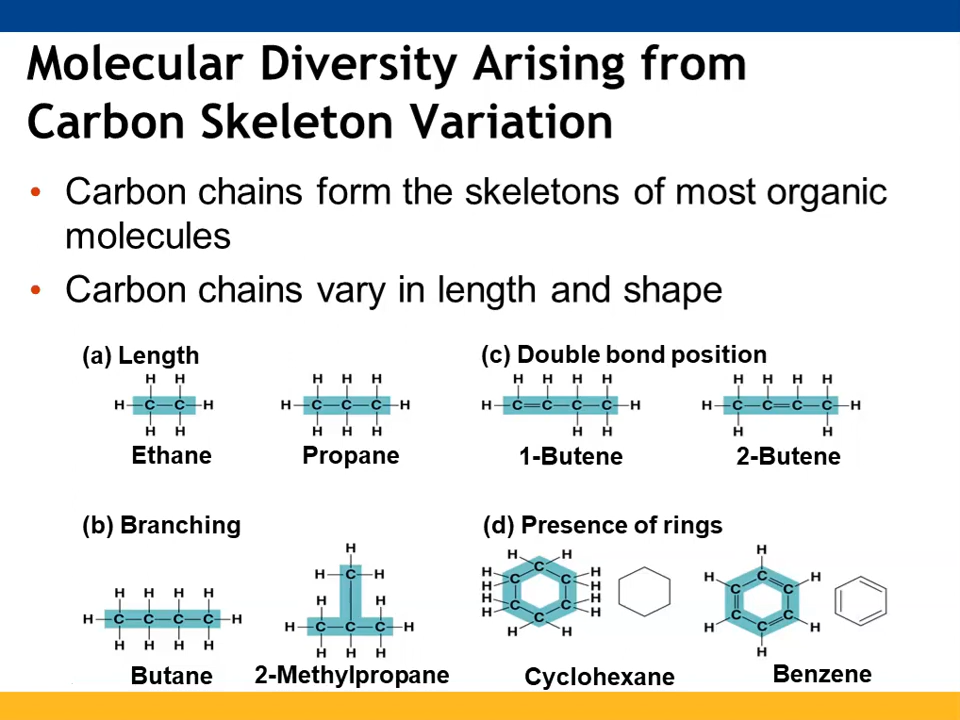 Molecular Diversity Arising from
Carbon Skeleton Variation
• Carbon chains form the skeletons of most organic
molecules
• Carbon chains vary in length and shape
(a) Length
H H
H C C H
H H
Ethane
H H H
H C C C H
H H H
Propane
(c) Double bond position
H H H H
H C C C C H
H H
1-Butene
H H H H
H C C C C H
H H
2-Butene
(b) Branching
H H H H
H C C C C H
H H H H
Butane
H
H C H
H H
H C C C H
H H H
2-Methylpropane
(d) Presence of rings
H H
H C H
H C C H
H C C H
H C H
H H
Cyclohexane
H
H C H
C C
C C
H C H
H
Benzene